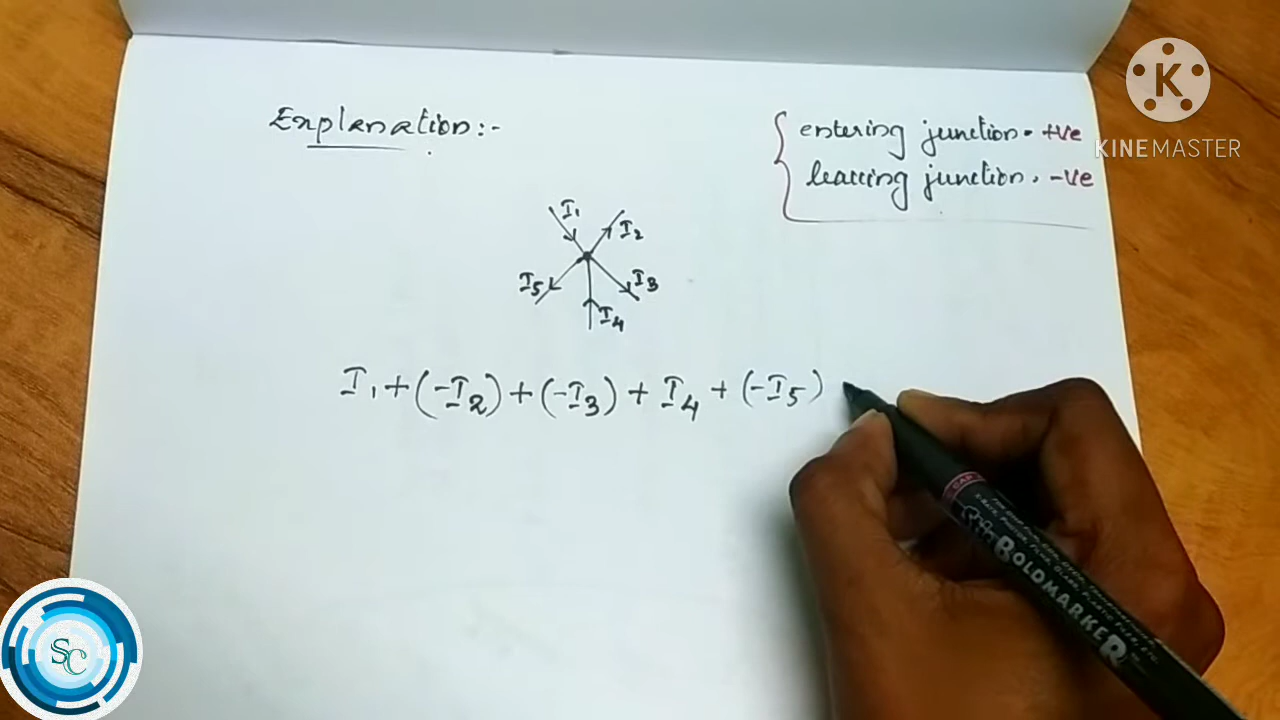 Explanation:-
entering junction. +ve
leaving junction. -ve
KINEMASTER
K
I₁
I₂
I₅
I₃
I₄
I₁+(-I₂)+(-I₃)+I₄+(-I₅)
CAP
BOLDMARKER
SC